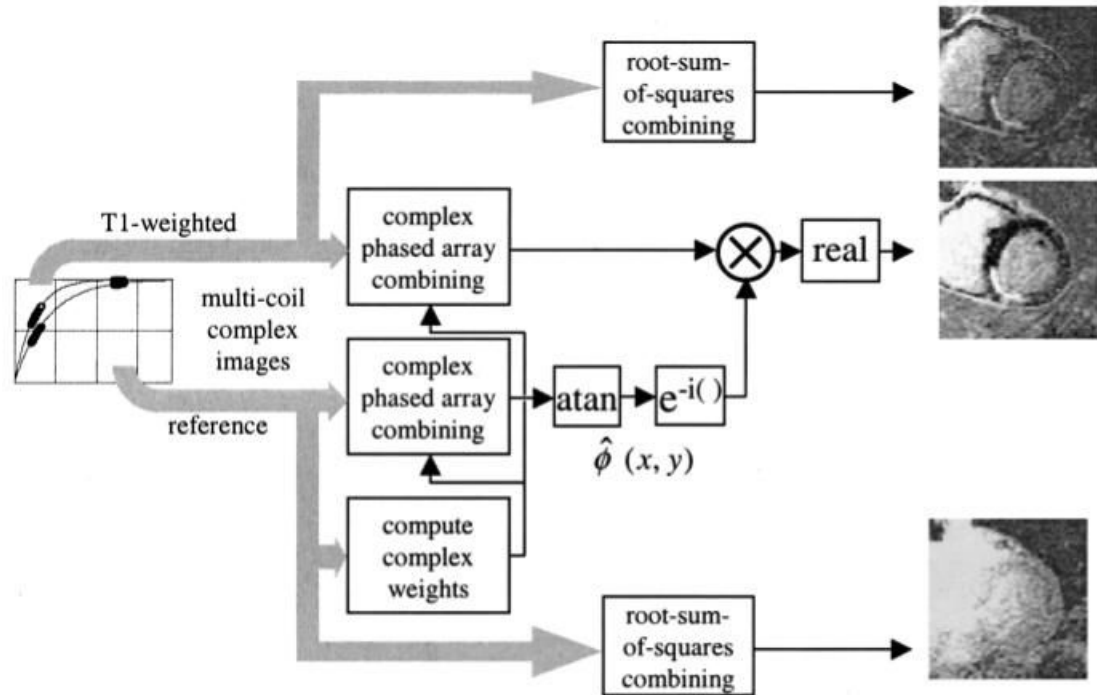 root-sum-
of-squares
combining
T1-weighted
complex
phased array
combining
real
multi-coil
complex
images
complex
phased array
combining
atan
e-i( )
reference
ϕ̂ (x, y)
compute
complex
weights
root-sum-
of-squares
combining